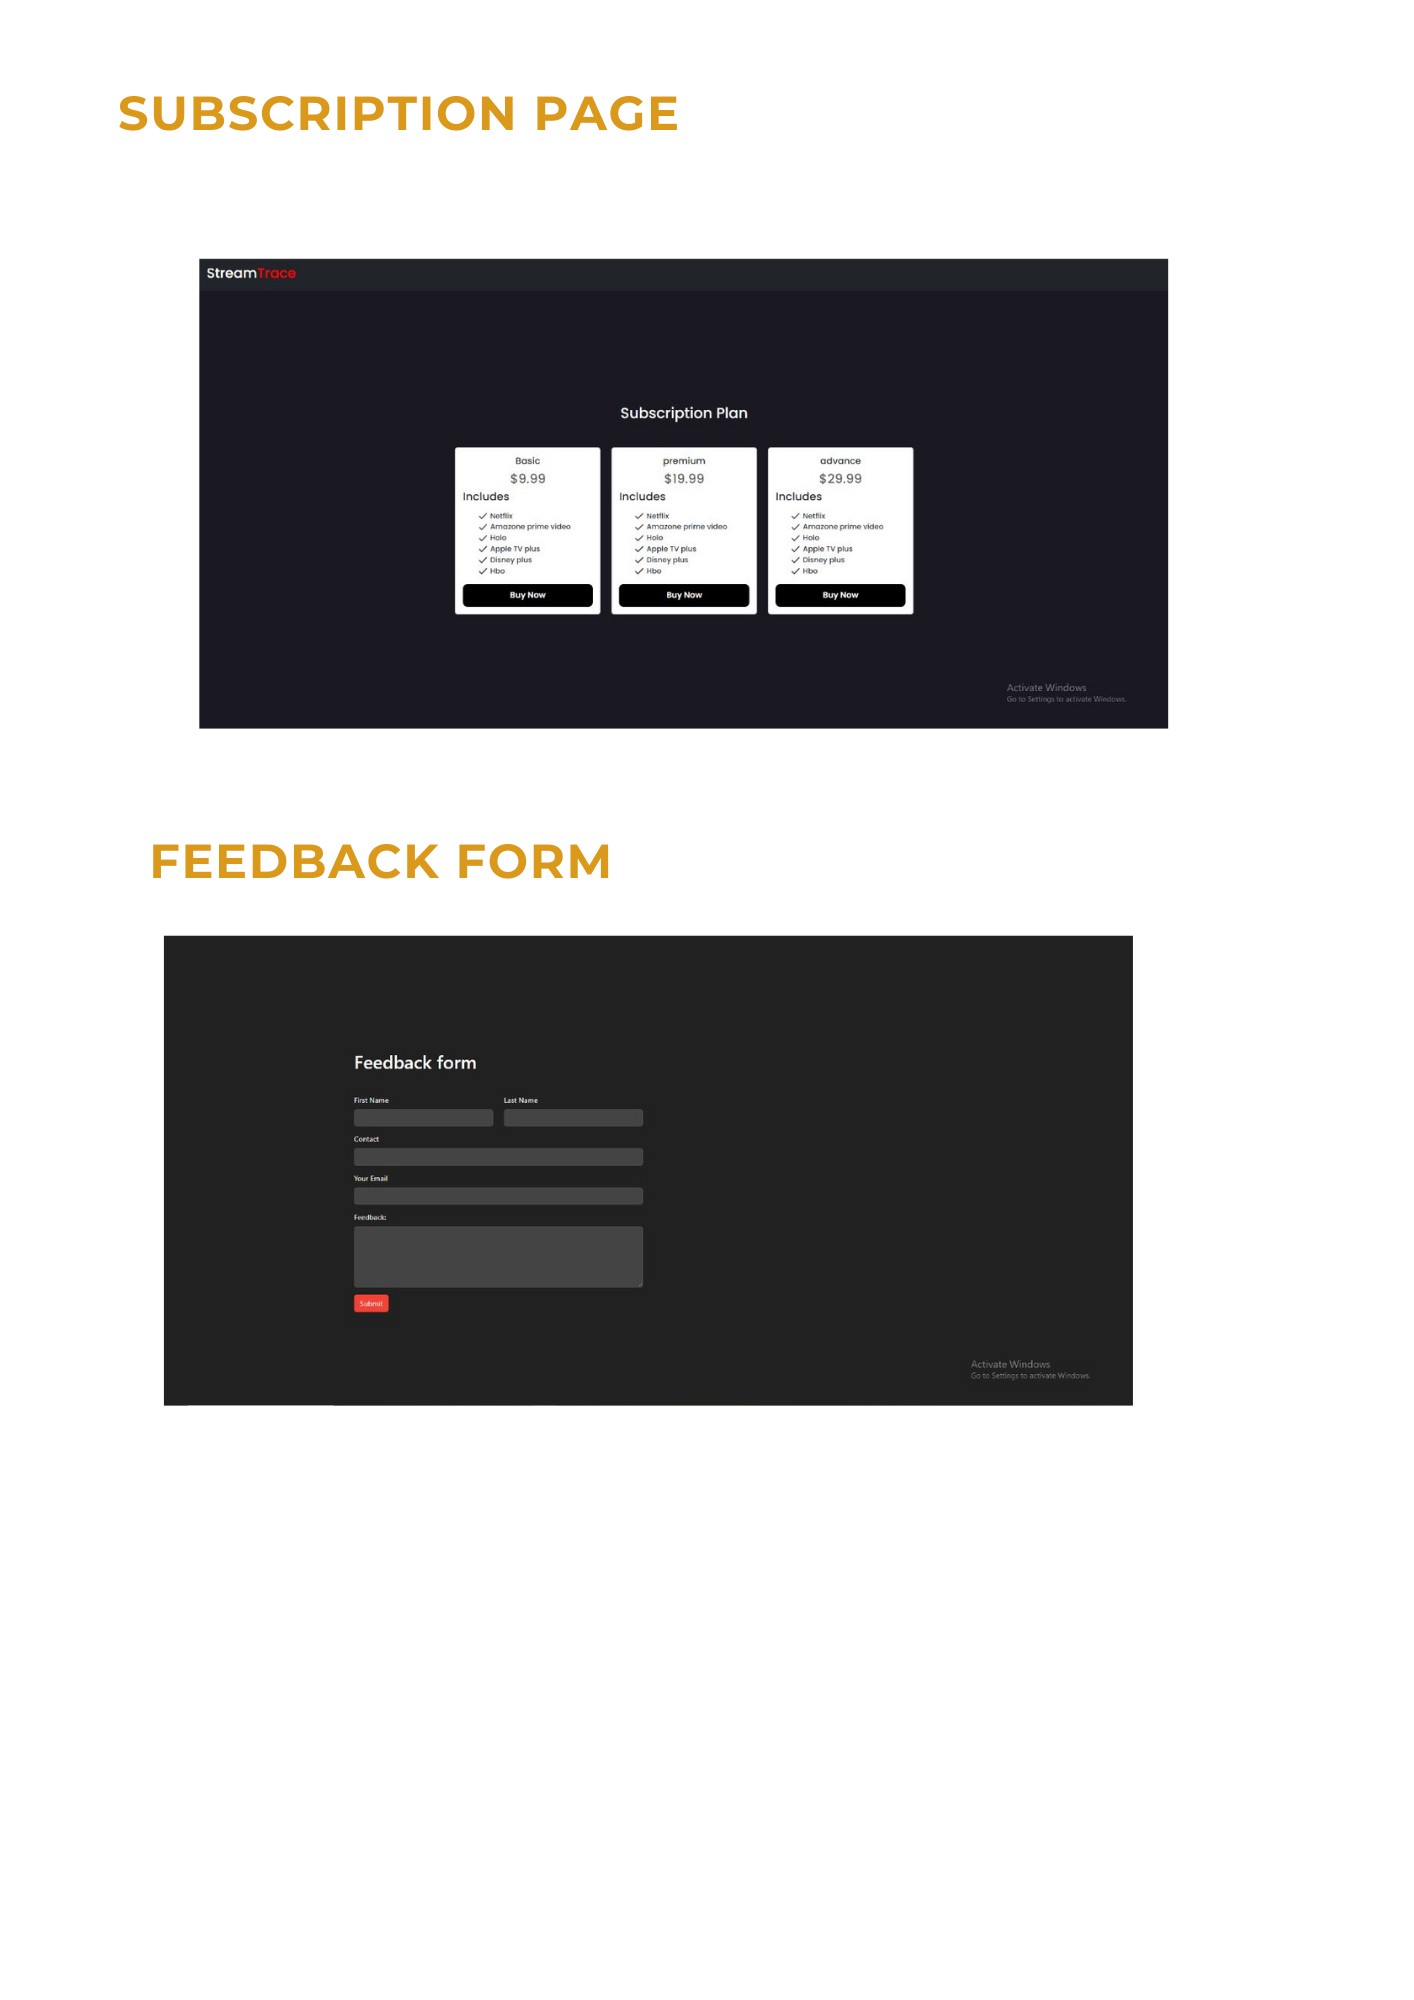 SUBSCRIPTION PAGE
StreamTrace
Subscription Plan
Basic
$9.99
Includes
Netflix
Amazone prime video
Holo
Apple TV plus
Disney plus
Hbo
Buy Now
premium
$19.99
Includes
Netflix
Amazone prime video
Holo
Apple TV plus
Disney plus
Hbo
Buy Now
advance
$29.99
Includes
Netflix
Amazone prime video
Holo
Apple TV plus
Disney plus
Hbo
Buy Now
Activate Windows
Go to Settings to activate Windows.
FEEDBACK FORM
Feedback form
First Name
Last Name
Contact
Your Email
Feedback:
Submit
Activate Windows
Go to Settings to activate Windows.